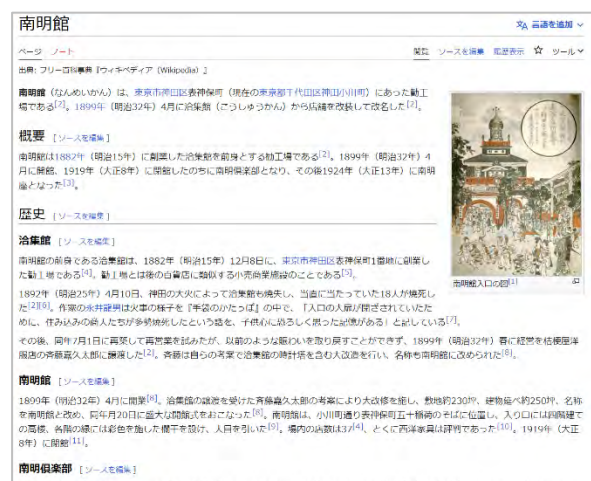 南明館
言語を追加
ページ ノート
閲覧 ソースを編集 履歴表示 ツール
出典: フリー百科事典『ウィキペディア（Wikipedia）』
南明館（なんめいかん）は、東京市神田区表神保町（現在の東京都千代田区神田小川町）にあった勧工
場である[2]。1899年（明治32年）4月に洽集館（こうしゅうかん）から店舗を改装して改名した[2]。
概要 [ソースを編集]
南明館は1882年（明治15年）に創業した洽集館を前身とする勧工場である[2]。1899年（明治32年）4
月に開館、1919年（大正8年）に閉館したのちに南明倶楽部となり、その後1924年（大正13年）に南明
座となった[3]。
歴史 [ソースを編集]
洽集館 [ソースを編集]
南明館の前身である洽集館は、1882年（明治15年）12月8日に、東京市神田区表神保町1番地に創業し
た勧工場である[4]。勧工場とは後の百貨店に類似する小売商業施設のことである[5]。
南明館入口の図[1]
1892年（明治25年）4月10日、神田の大火によって洽集館も焼失し、当直に当たっていた18人が焼死し
た[2][6]。作家の永井龍男は火事の様子を『手袋のかたっぽ』の中で、「入口の大扉が閉ざされていたた
めに、住み込みの商人たちが多勢焼死したという話を、子供心に恐ろしく思った記憶がある」と記している[7]。
その後、同年7月1日に再築して再営業を試みたが、以前のような賑わいを取り戻すことができず、1899年（明治32年）春に経営を桔梗屋洋
服店の斉藤嘉久太郎に譲渡した[2]。斉藤は自らの考案で洽集館の時計塔を含む大改造を行い、名称も南明館に改められた[8]。
南明館 [ソースを編集]
1899年（明治32年）4月に開業[8]。洽集館の譲渡を受けた斉藤嘉久太郎の考案により大改修を施し、敷地約230坪、建物延べ約250坪、名称
を南明館と改め、同年月20日に盛大な開館式をおこなった[8]。南明館は、小川町通り表神保町五十稲荷のそばに位置し、入り口には四階建て
の高楼、各階の縁には彩色を施した欄干を設け、人目を引いた[9]。場内の店数は37[4]、とくに西洋家具は評判であった[10]。1919年（大正
8年）に閉館[11]。
南明倶楽部 [ソースを編集]